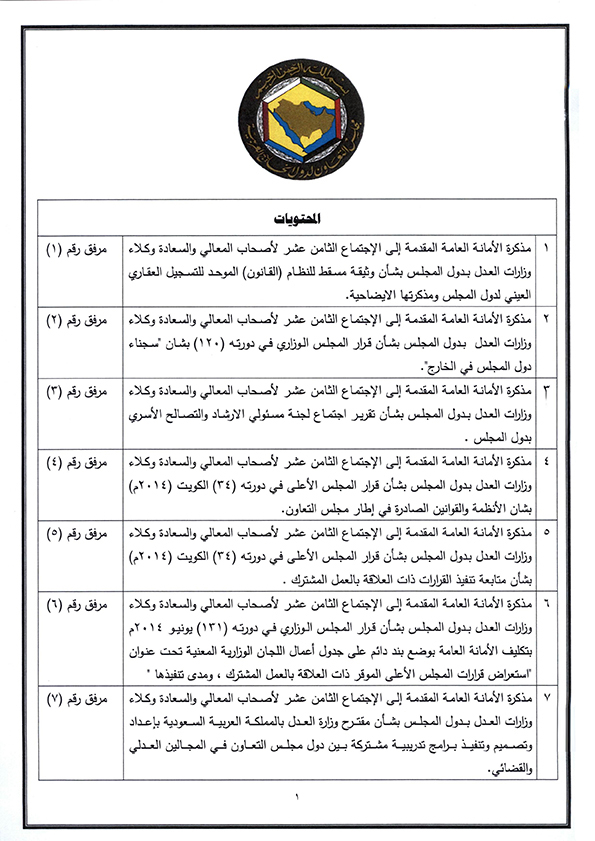 بسم الله الرحمن الرحيم
مجلس التعاون لدول الخليج العربية
المحتويات
١ مذكرة الأمانة العامة المقدمة إلى الإجتماع الثامن عشر لأصحاب المعالي والسعادة وكلاء مرفق رقم (١)
وزارات العدل بدول المجلس بشأن وثيقة مسقط للنظام (القانون) الموحد للتسجيل العقاري
العيني لدول المجلس ومذكرتها الايضاحية.
٢ مذكرة الأمانة العامة المقدمة إلى الإجتماع الثامن عشر لأصحاب المعالي والسعادة وكلاء مرفق رقم (٢)
وزارات العدل بدول المجلس بشأن قرار المجلس الوزاري في دورته (١٢٠) بشان "سجناء
دول المجلس في الخارج".
٣ مذكرة الأمانة العامة المقدمة إلى الإجتماع الثامن عشر لأصحاب المعالي والسعادة وكلاء مرفق رقم (٣)
وزارات العدل بدول المجلس بشأن تقرير اجتماع لجنة مسئولي الارشاد والتصالح الأسري
بدول المجلس .
٤ مذكرة الأمانة العامة المقدمة إلى الإجتماع الثامن عشر لأصحاب المعالي والسعادة وكلاء مرفق رقم (٤)
وزارات العدل بدول المجلس بشأن قرار المجلس الأعلى في دورته (٣٤) الكويت (٢٠١٤م)
بشان الأنظمة والقوانين الصادرة في إطار مجلس التعاون.
٥ مذكرة الأمانة العامة المقدمة إلى الإجتماع الثامن عشر لأصحاب المعالي والسعادة وكلاء مرفق رقم (٥)
وزارات العدل بدول المجلس بشأن قرار المجلس الأعلى في دورته (٣٤) الكويت (٢٠١٤م)
بشأن متابعة تنفيذ القرارات ذات العلاقة بالعمل المشترك .
٦ مذكرة الأمانة العامة المقدمة إلى الإجتماع الثامن عشر لأصحاب المعالي والسعادة وكلاء مرفق رقم (٦)
وزارات العدل بدول المجلس بشأن قرار المجلس الوزاري في دورته (١٣١) يونيو ٢٠١٤م
بتكليف الأمانة العامة بوضع بند دائم على جدول أعمال اللجان الوزارية المعنية تحت عنوان
"استعراض قرارات المجلس الأعلى الموقر ذات العلاقة بالعمل المشترك ، ومدى تنفيذها "
٧ مذكرة الأمانة العامة المقدمة إلى الإجتماع الثامن عشر لأصحاب المعالي والسعادة وكلاء مرفق رقم (٧)
وزارات العدل بدول المجلس بشأن مقترح وزارة العدل بالمملكة العربية السعودية بإعداد
وتصميم وتنفيذ برامج تدريبية مشتركة بين دول مجلس التعاون في المجالين العدلي
والقضائي.
١